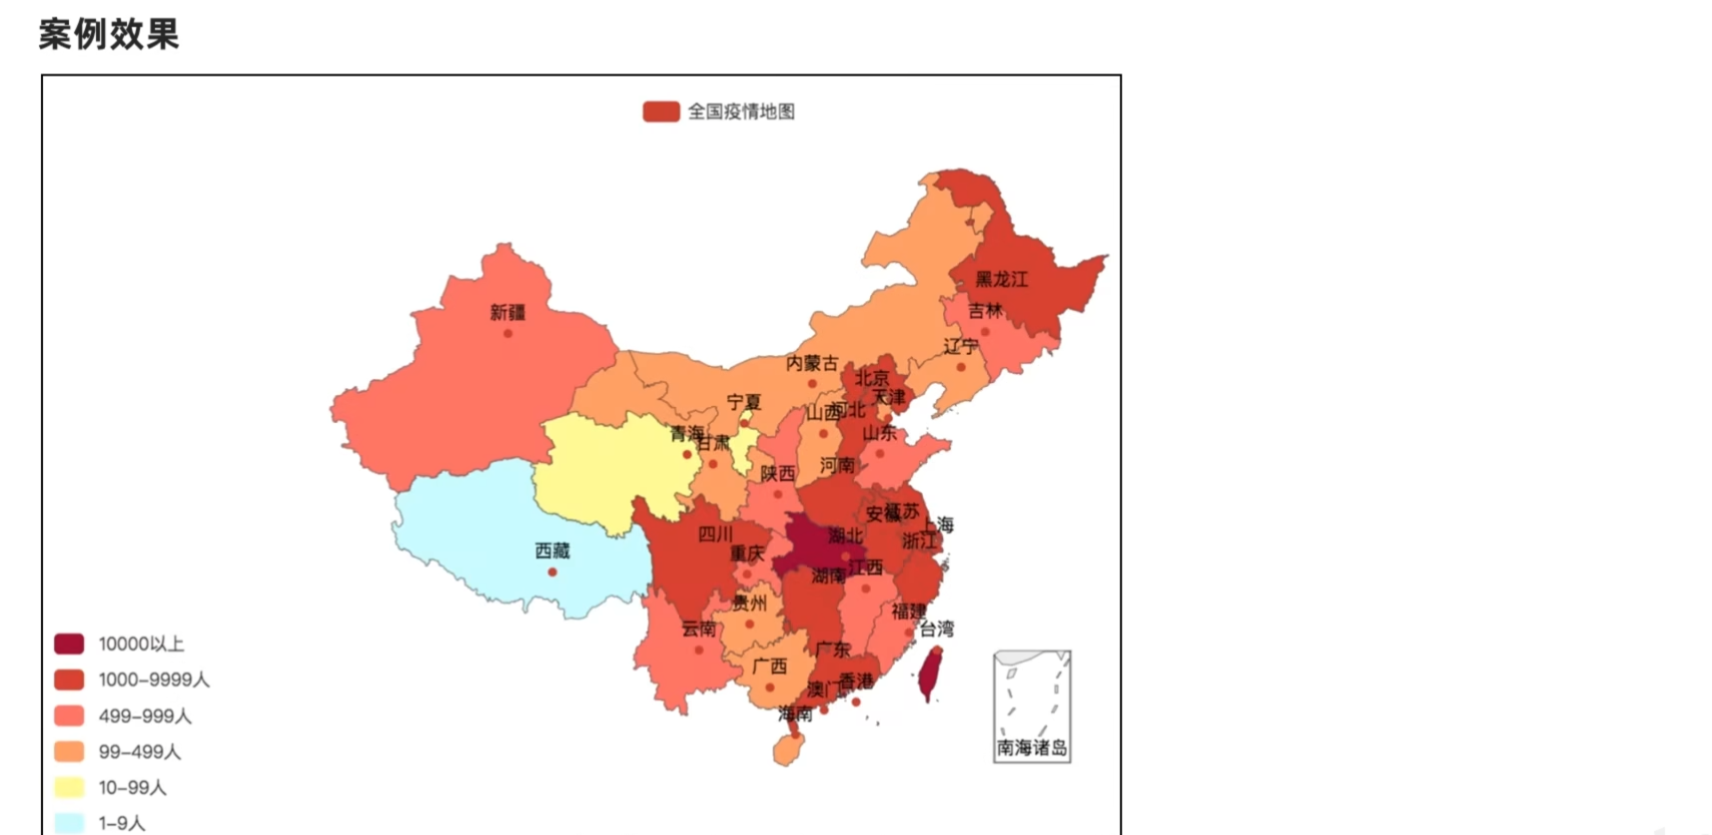 案例效果
全国疫情地图
黑龙江
新疆
吉林
辽宁
内蒙古
北京
天津
宁夏
山西
河北
青海
甘肃
山东
陕西
河南
安徽
江苏
上海
四川
湖北
浙江
西藏
重庆
江西
湖南
贵州
福建
云南
台湾
广东
广西
香港
澳门
海南
南海诸岛
10000以上
1000-9999人
499-999人
99-499人
10-99人
1-9人